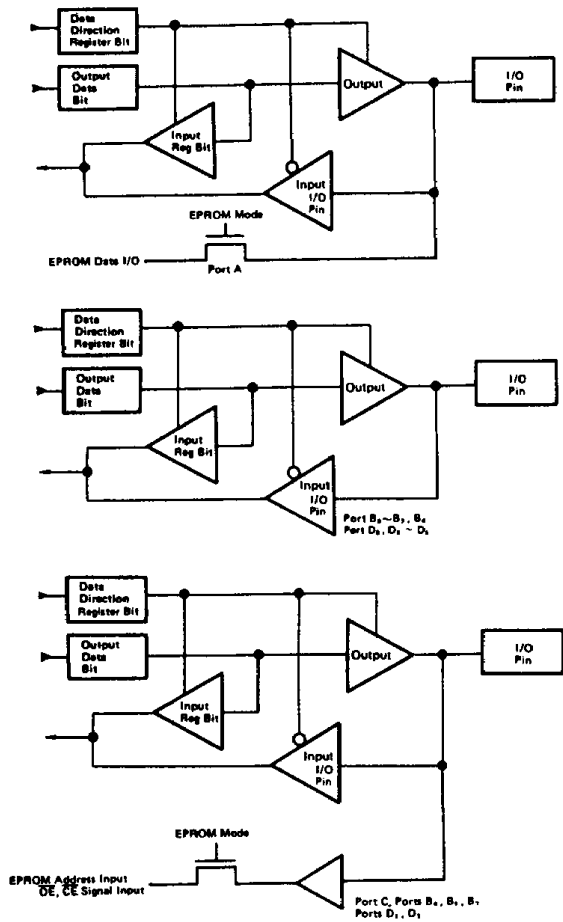 Data
Direction
Register Bit
Output
Data
Bit
Output
I/O
Pin
Input
Reg Bit
Input
I/O
Pin
EPROM Mode
EPROM Data I/O
Port A
Data
Direction
Register Bit
Output
Data
Bit
Output
I/O
Pin
Input
Reg Bit
Input
I/O
Pin
Port
Port
Data
Direction
Register Bit
Output
Data
Bit
Output
I/O
Pin
Input
Reg Bit
Input
I/O
Pin
EPROM Mode
EPROM Address Input
OE, CE Signal Input
Port C, Ports
Ports